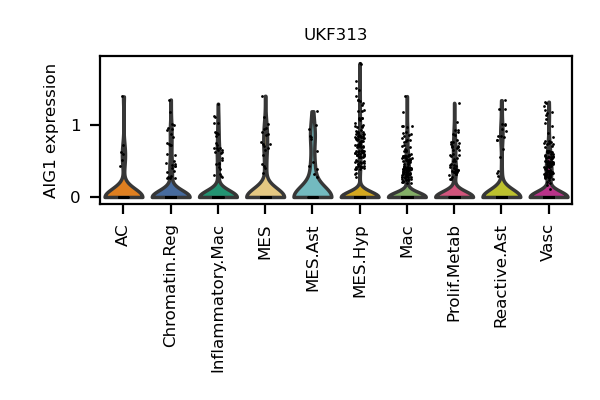 UKF313
AIG1 expression
1
0
AC
Chromatin.Reg
Inflammatory.Mac
MES
MES.Ast
MES.Hyp
Mac
Prolif.Metab
Reactive.Ast
Vasc